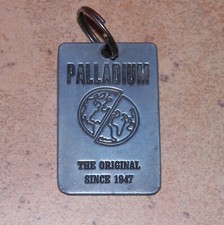 PALLADIUM
THE ORIGINAL
SINCE 1947